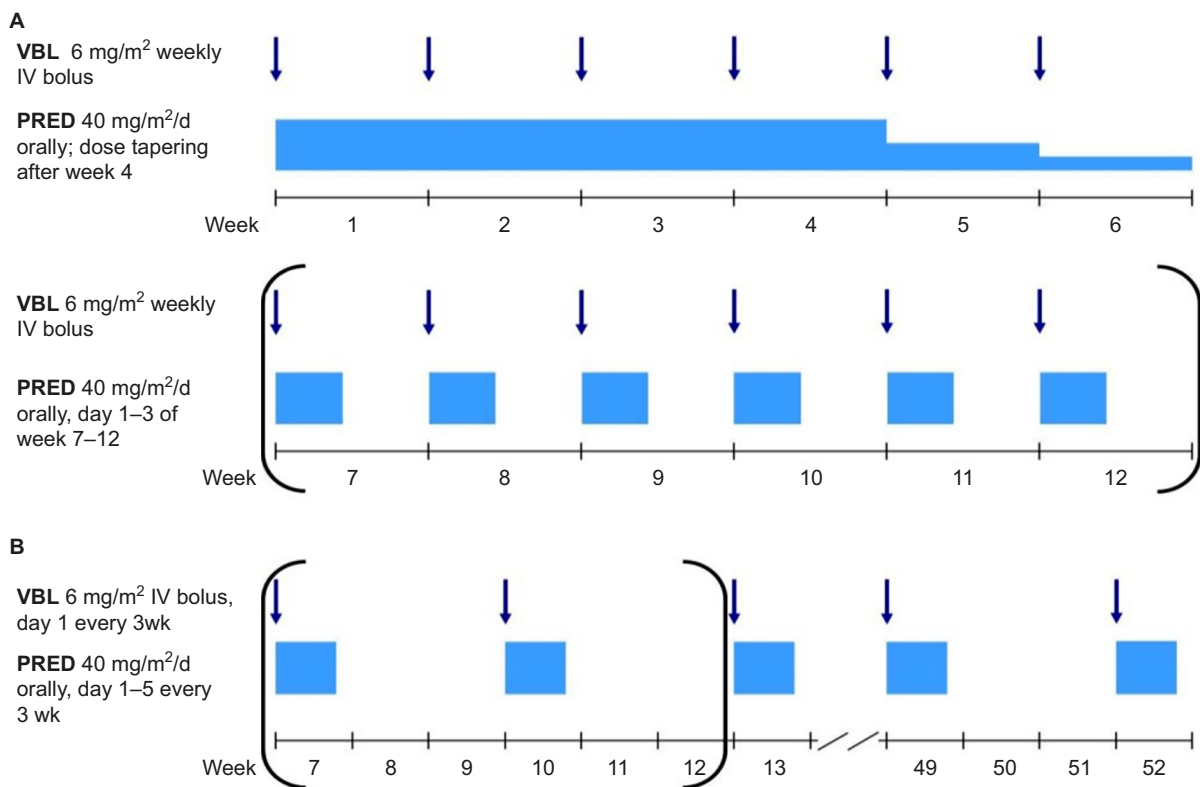 A
VBL 6 mg/m² weekly
IV bolus
PRED 40 mg/m²/d
orally; dose tapering
after week 4
Week 1 2 3 4 5 6
VBL 6 mg/m² weekly
IV bolus
PRED 40 mg/m²/d
orally, day 1–3 of
week 7–12
Week 7 8 9 10 11 12
B
VBL 6 mg/m² IV bolus,
day 1 every 3wk
PRED 40 mg/m²/d
orally, day 1–5 every
3 wk
Week 7 8 9 10 11 12 13 49 50 51 52